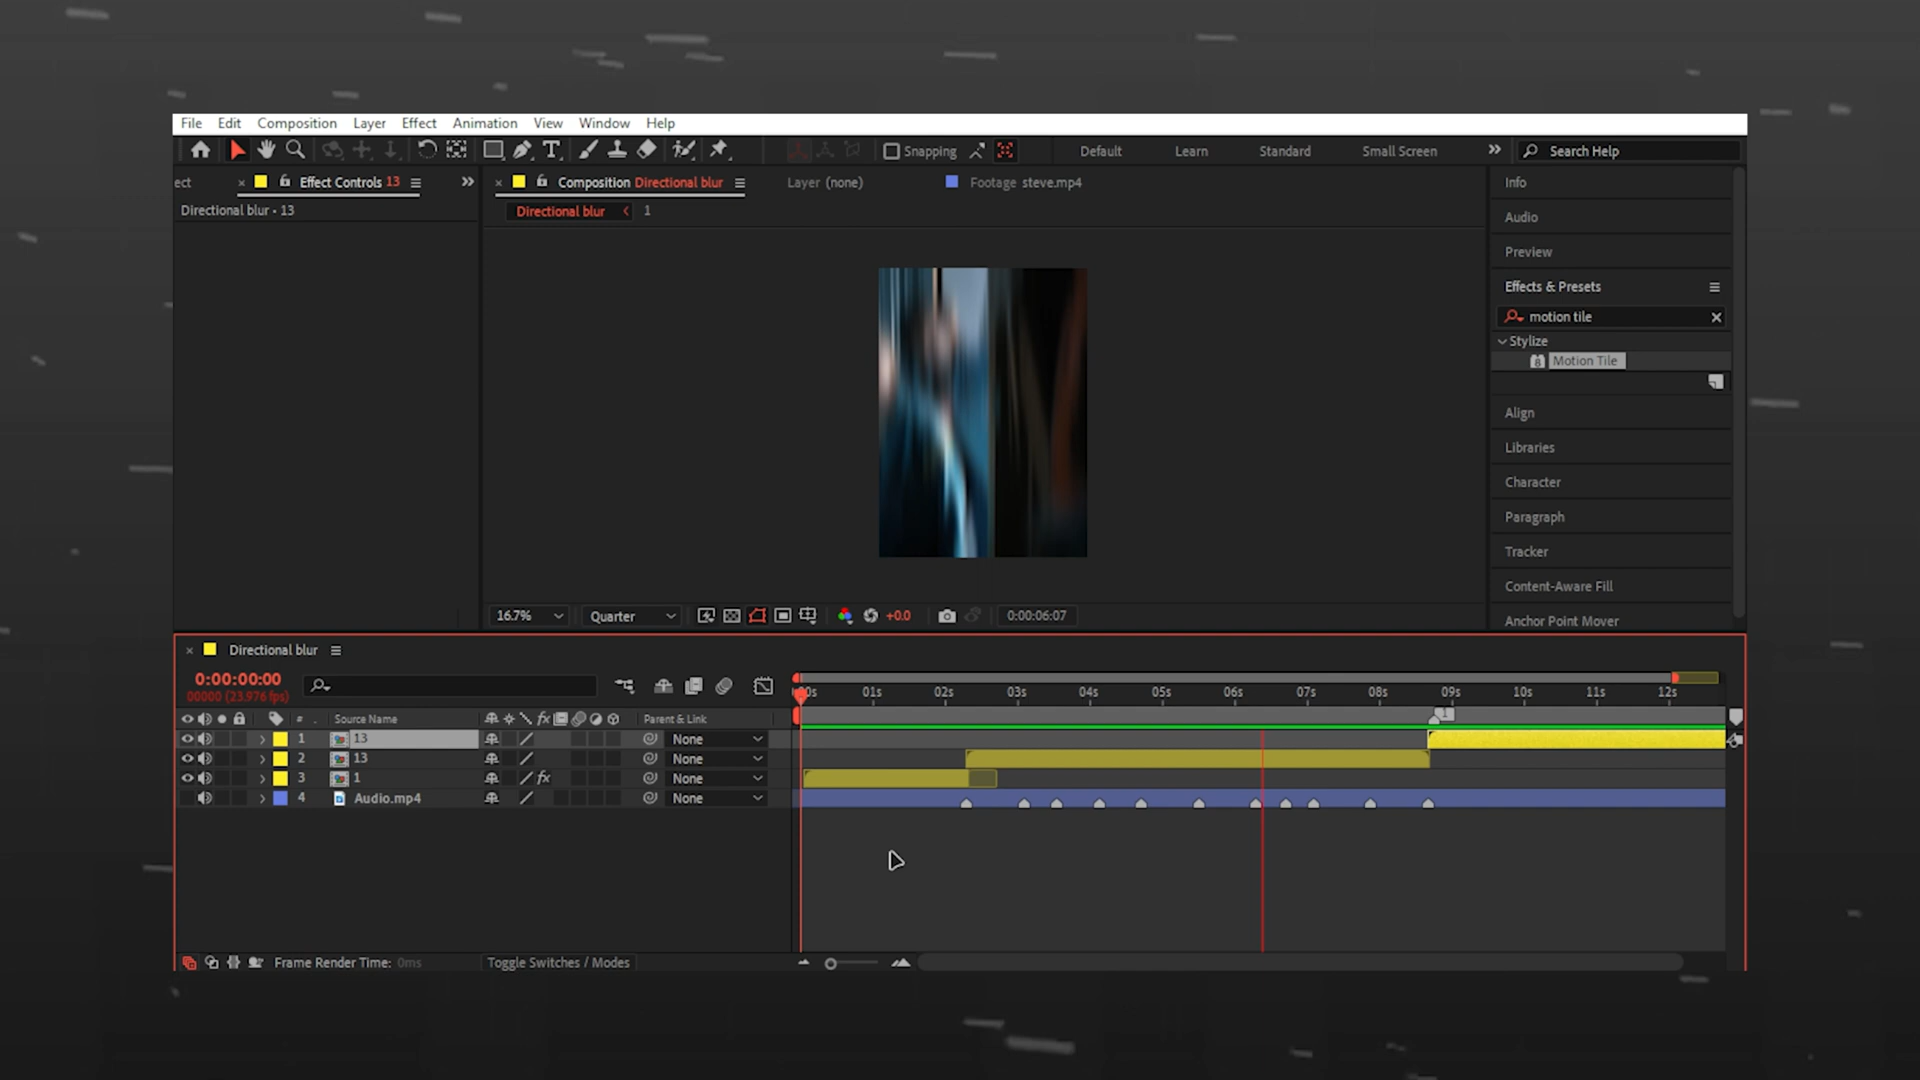 File Edit Composition Layer Effect Animation View Window Help
Snapping Default Learn Standard Small Screen Search Help
ect Effect Controls 13 Composition Directional blur Layer (none) Footage steve.mp4 Info
Directional blur • 13 Directional blur 1
Audio
Preview
Effects & Presets
motion tile
Stylize
Motion Tile
Align
Libraries
Character
Paragraph
Tracker
Content-Aware Fill
Anchor Point Mover
16.7% Quarter +0.0 0:00:06:07
Directional blur
0:00:00:00
00000 (23.976 fps)
00s 01s 02s 03s 04s 05s 06s 07s 08s 09s 10s 11s 12s
# Source Name fx Parent & Link
1
1 13 None
2 13 None
3 1 fx None
4 Audio.mp4 None
Frame Render Time: 0ms Toggle Switches / Modes